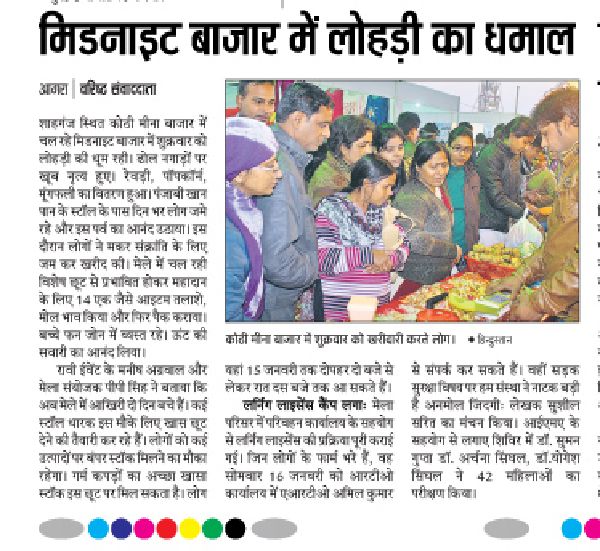 मिडनाइट बाजार में लोहड़ी का धमाल
आगरा | वरिष्ठ संवाददाता
शाहगंज स्थित कोठी मीना बाजार में
चल रहे मिडनाइट बाजार में शुक्रवार को
लोहड़ी की धूम रही। ढोल नगाड़ों पर
खूब नृत्य हुए। रेवड़ी, पॉपकॉर्न,
मूंगफली का वितरण हुआ। पंजाबी खान
पान के स्टॉल के पास दिन भर लोग जमे
रहे और इस पर्व का आनंद उठाया। इस
दौरान लोगों ने मकर संक्रांति के लिए
जम कर खरीद की। मेले में चल रही
विशेष छूट से प्रभावित होकर महादान
के लिए 14 एक जैसे आइटम तलाशे,
मोल भाव किया और फिर पैक कराया।
बच्चे फन जोन में व्यस्त रहे। ऊंट की
सवारी का आनंद लिया।
रावी ईवेंट के मनीष अग्रवाल और
मेला संयोजक पीपी सिंह ने बताया कि
अब मेले में आखिरी दो दिन बचे हैं। कई
स्टॉल धारक इस मौके लिए खास छूट
देने की तैयारी कर रहे हैं। लोगों को कई
उत्पादों पर बंपर स्टॉक मिलने का मौका
रहेगा। गर्म कपड़ों का अच्छा खासा
स्टॉक इस छूट पर मिल सकता है। लोग
कोठी मीना बाजार में शुक्रवार को खरीदारी करते लोग। • हिन्दुस्तान
यहां 15 जनवरी तक दोपहर दो बजे से
लेकर रात दस बजे तक आ सकते हैं।
लर्निंग लाइसेंस कैंप लगाः मेला
परिसर में परिवहन कार्यालय के सहयोग
से लर्निंग लाइसेंस की प्रक्रिया पूरी कराई
गई। जिन लोगों के फार्म भरे हैं, वह
सोमवार 16 जनवरी को आरटीओ
कार्यालय में एआरटीओ अमिल कुमार
से संपर्क कर सकते हैं। वहीं सड़क
सुरक्षा विषय पर हम संस्था ने नाटक बड़ी
है अनमोल जिदगीः लेखक सुशील
सरित का मंचन किया। आईएमए के
सहयोग से लगाए शिविर में डॉ. सुमन
गुप्ता डॉ. अर्चना सिंघल, डॉ.योगेश
सिंघल ने 42 महिलाओं का
परीक्षण किया।